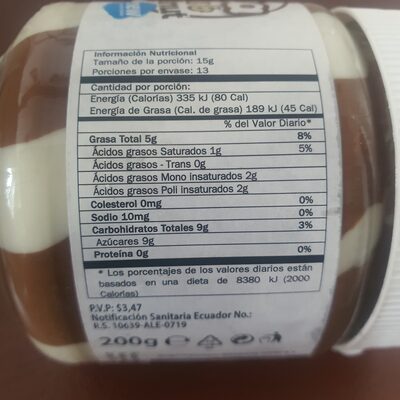 Información Nutricional
Tamaño de la porción: 15g
Porciones por envase: 13
Cantidad por porción:
Energía (Calorías) 335 kJ (80 Cal)
Energía de Grasa (Cal. de grasa) 189 kJ (45 Cal)
% del Valor Diario*
Grasa Total 5g 8%
Ácidos grasos Saturados 1g 5%
Ácidos grasos - Trans 0g
Ácidos grasos Mono insaturados 2g
Ácidos grasos Poli insaturados 2g
Colesterol 0mg 0%
Sodio 10mg 0%
Carbohidratos Totales 9g 3%
Azúcares 9g
Proteína 0g 0%
* Los porcentajes de los valores diarios están
basados en una dieta de 8380 kJ (2000
Calorías)
P.V.P: $3,47
Notificación Sanitaria Ecuador No.:
R.S. 10639-ALE-0719
200g e